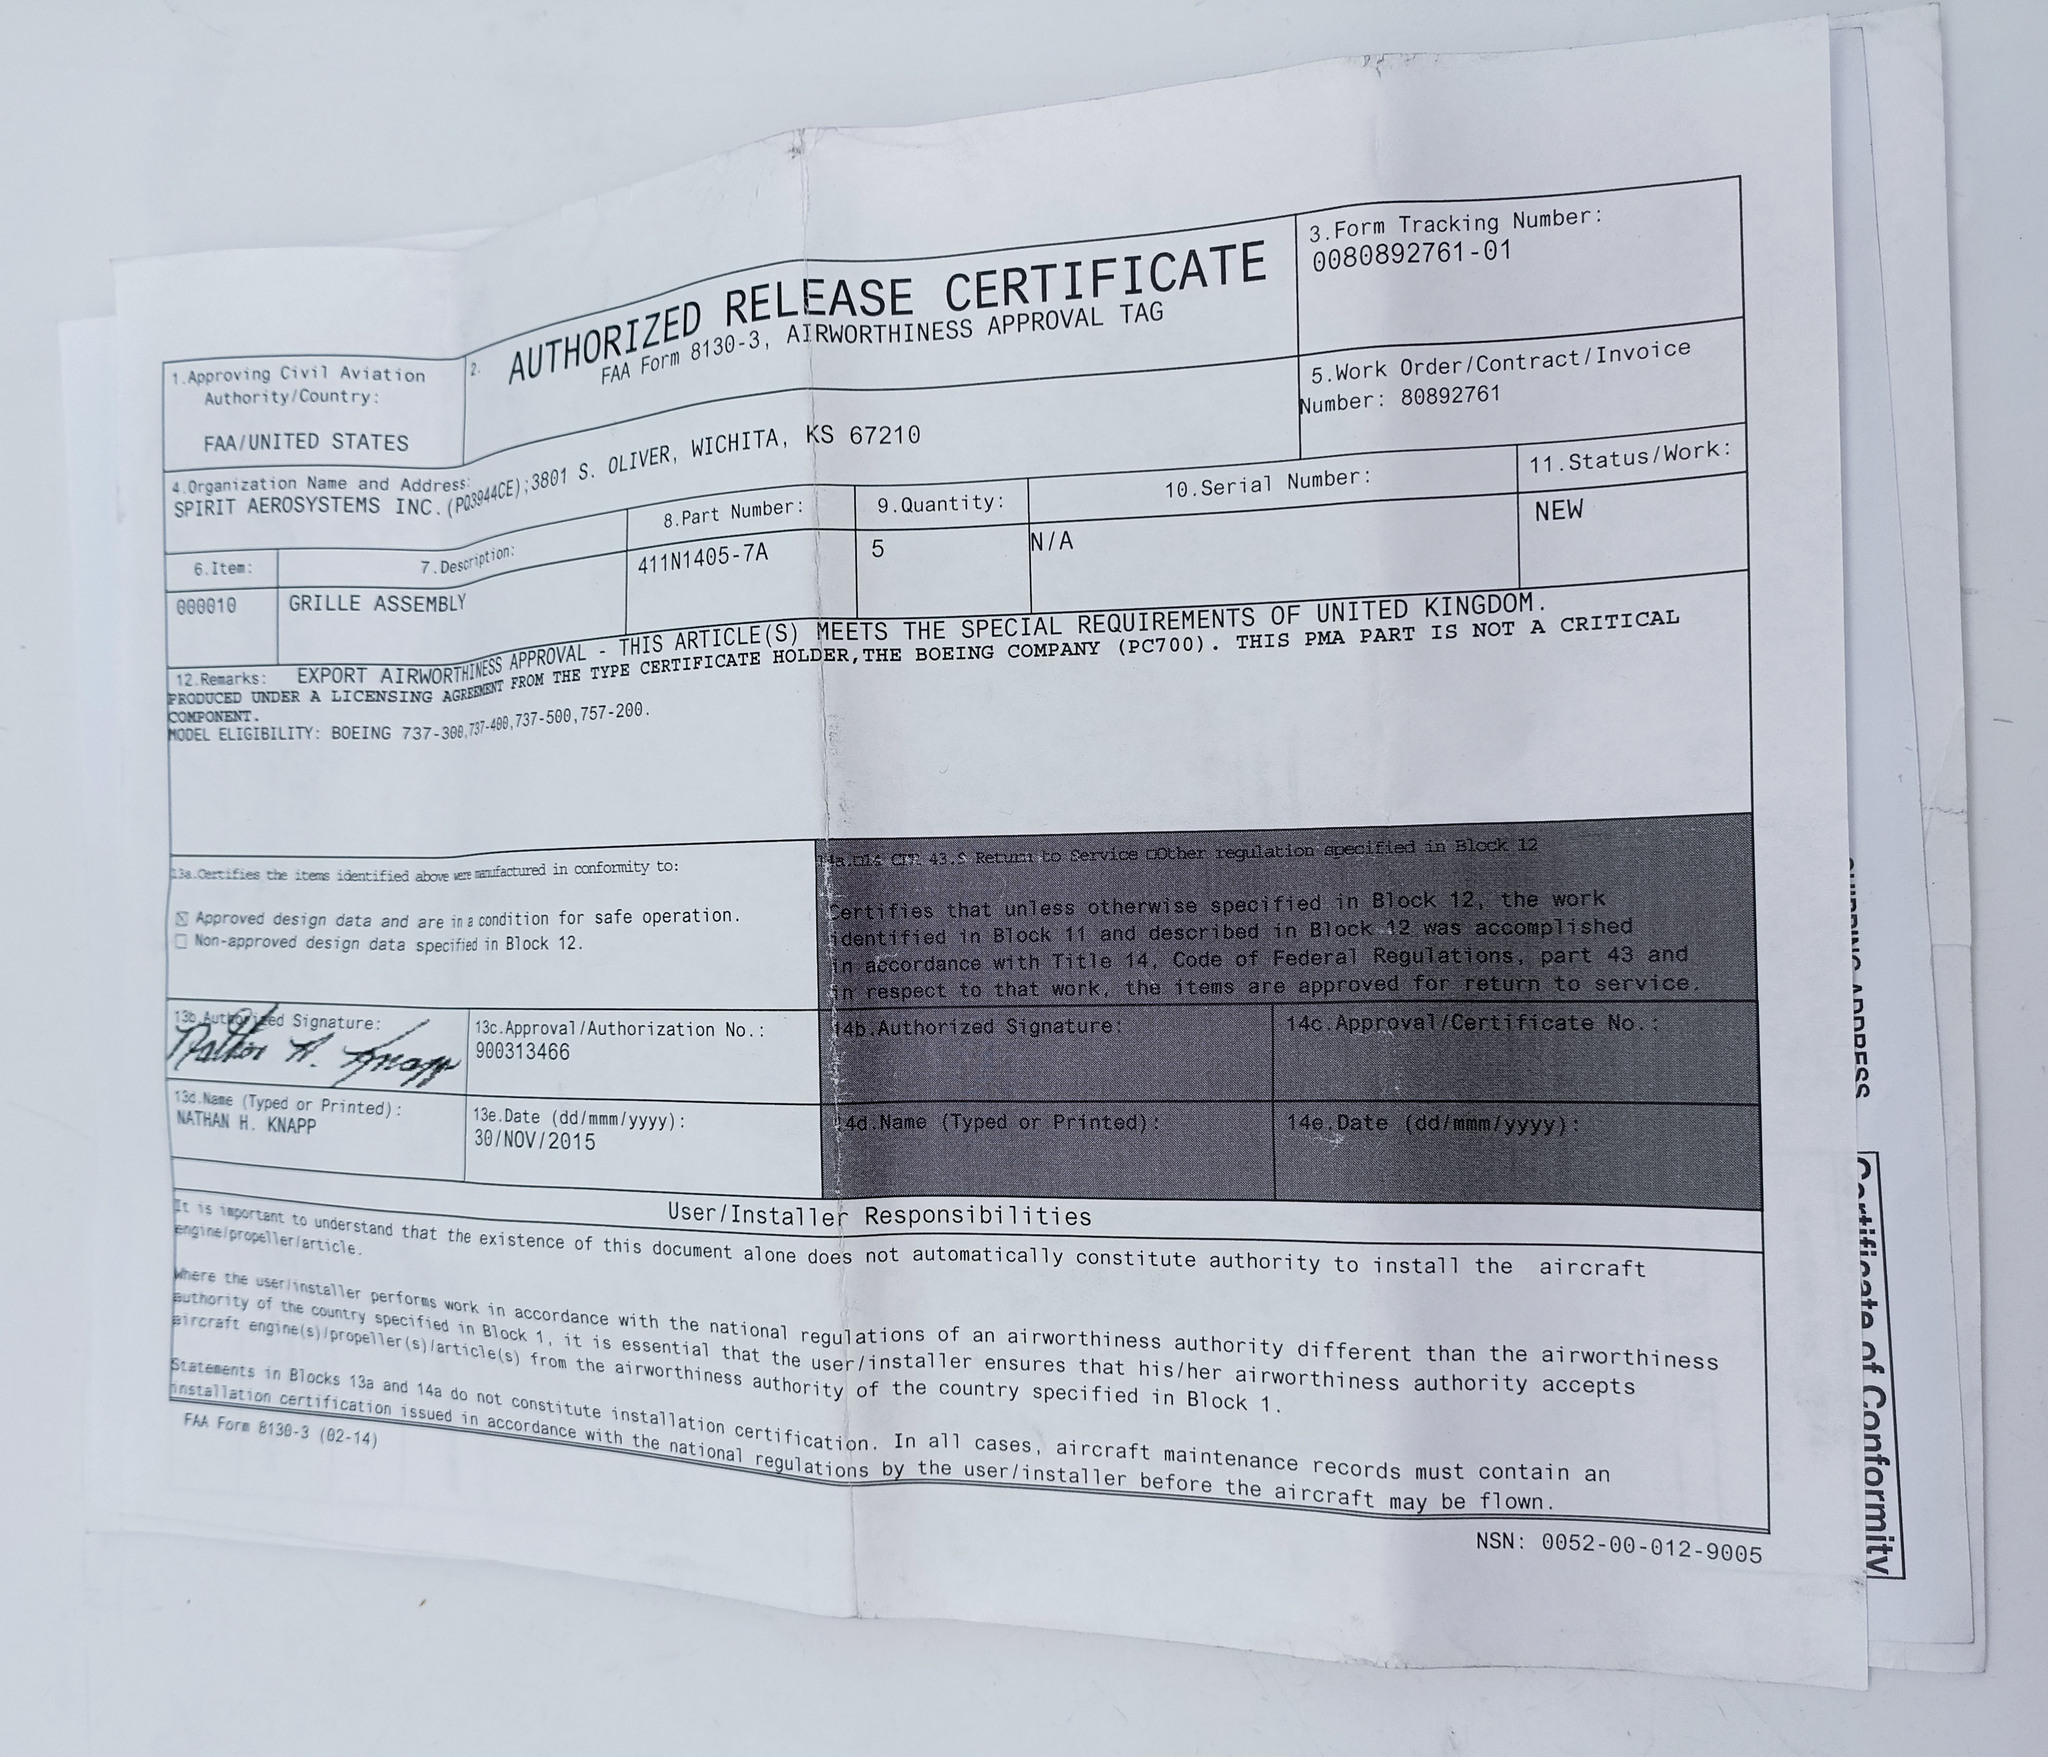 1.Approving Civil Aviation
Authority/Country:
FAA/UNITED STATES
2.
AUTHORIZED RELEASE CERTIFICATE
FAA Form 8130-3, AIRWORTHINESS APPROVAL TAG
3.Form Tracking Number:
0080892761-01
4.Organization Name and Address:
SPIRIT AEROSYSTEMS INC.(PQ3944CE);3801 S. OLIVER, WICHITA, KS 67210
5.Work Order/Contract/Invoice
Number: 80892761
6.Item:
7.Description:
8.Part Number:
9.Quantity:
10.Serial Number:
11.Status/Work:
000010
GRILLE ASSEMBLY
411N1405-7A
5
N/A
NEW
12.Remarks: EXPORT AIRWORTHINESS APPROVAL - THIS ARTICLE(S) MEETS THE SPECIAL REQUIREMENTS OF UNITED KINGDOM.
PRODUCED UNDER A LICENSING AGREEMENT FROM THE TYPE CERTIFICATE HOLDER,THE BOEING COMPANY (PC700). THIS PMA PART IS NOT A CRITICAL
COMPONENT.
MODEL ELIGIBILITY: BOEING 737-300,737-400,737-500,757-200.
13a.Certifies the items identified above were manufactured in conformity to:
☒ Approved design data and are in a condition for safe operation.
☐ Non-approved design data specified in Block 12.
14a.☐14 CFR 43.9 Return to Service ☐Other regulation specified in Block 12
Certifies that unless otherwise specified in Block 12, the work
identified in Block 11 and described in Block 12 was accomplished
in accordance with Title 14, Code of Federal Regulations, part 43 and
in respect to that work, the items are approved for return to service.
13b.Authorized Signature:
Nathan H. Knapp
13c.Approval/Authorization No.:
900313466
14b.Authorized Signature:
14c.Approval/Certificate No.:
13d.Name (Typed or Printed):
NATHAN H. KNAPP
13e.Date (dd/mmm/yyyy):
30/NOV/2015
14d.Name (Typed or Printed):
14e.Date (dd/mmm/yyyy):
User/Installer Responsibilities
It is important to understand that the existence of this document alone does not automatically constitute authority to install the aircraft
engine/propeller/article.
Where the user/installer performs work in accordance with the national regulations of an airworthiness authority different than the airworthiness
authority of the country specified in Block 1, it is essential that the user/installer ensures that his/her airworthiness authority accepts
aircraft engine(s)/propeller(s)/article(s) from the airworthiness authority of the country specified in Block 1.
Statements in Blocks 13a and 14a do not constitute installation certification. In all cases, aircraft maintenance records must contain an
installation certification issued in accordance with the national regulations by the user/installer before the aircraft may be flown.
FAA Form 8130-3 (02-14)
NSN: 0052-00-012-9005
Certificate of Conformity